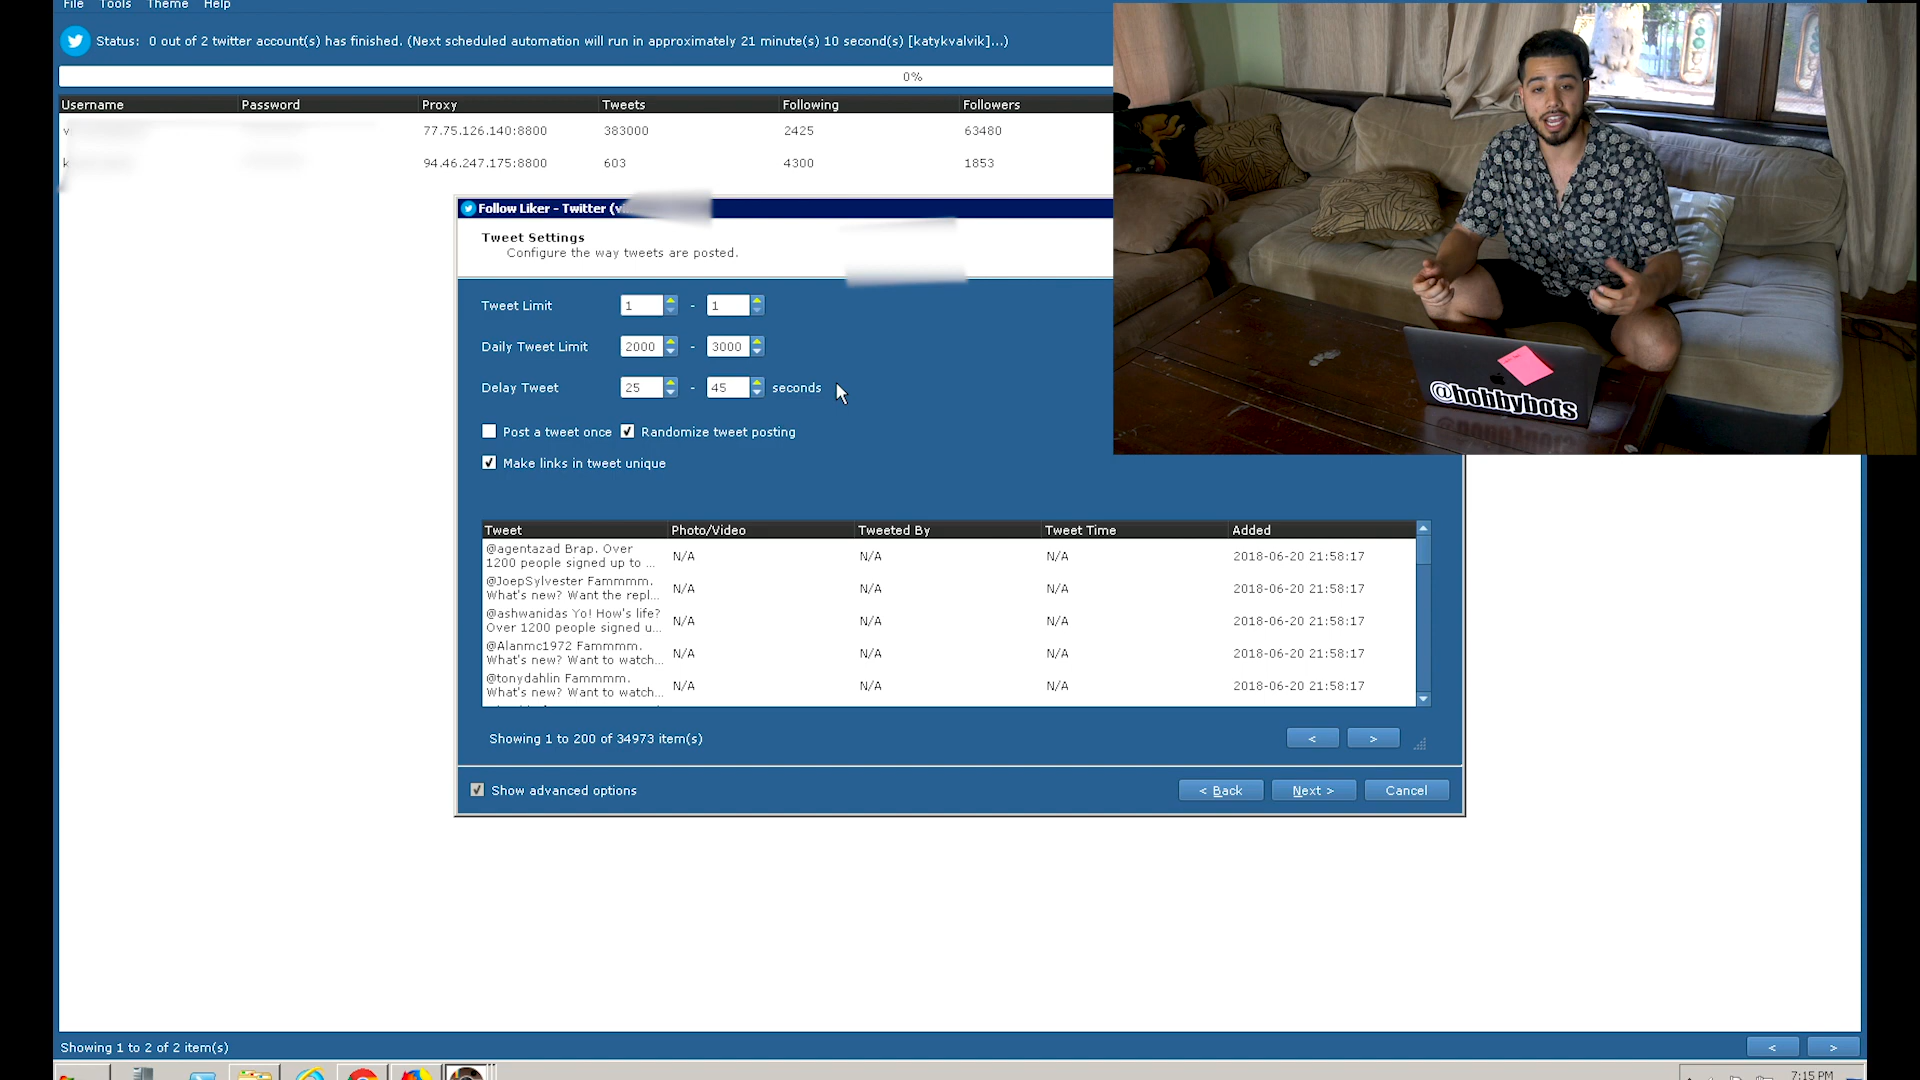 File Tools Theme Help
Status: 0 out of 2 twitter account(s) has finished. (Next scheduled automation will run in approximately 21 minute(s) 10 second(s) [katykvalvik]...)
0%
Username Password Proxy Tweets Following Followers
v 77.75.126.140:8800 383000 2425 63480
k 94.46.247.175:8800 603 4300 1853
Follow Liker - Twitter (v
Tweet Settings
Configure the way tweets are posted.
Tweet Limit 1 - 1
Daily Tweet Limit 2000 - 3000
Delay Tweet 25 - 45 seconds
Post a tweet once Randomize tweet posting
Make links in tweet unique
@hobbybots
Tweet Photo/Video Tweeted By Tweet Time Added
@agentazad Brap. Over
1200 people signed up to ... N/A N/A N/A 2018-06-20 21:58:17
@JoepSylvester Fammmm.
What's new? Want the repl... N/A N/A N/A 2018-06-20 21:58:17
@ashwanidas Yo! How's life?
Over 1200 people signed u... N/A N/A N/A 2018-06-20 21:58:17
@Alanmc1972 Fammmm.
What's new? Want to watch... N/A N/A N/A 2018-06-20 21:58:17
@tonydahlin Fammmm.
What's new? Want to watch... N/A N/A N/A 2018-06-20 21:58:17
Showing 1 to 200 of 34973 item(s) < >
Show advanced options < Back Next > Cancel
Showing 1 to 2 of 2 item(s) < >
7:15 PM